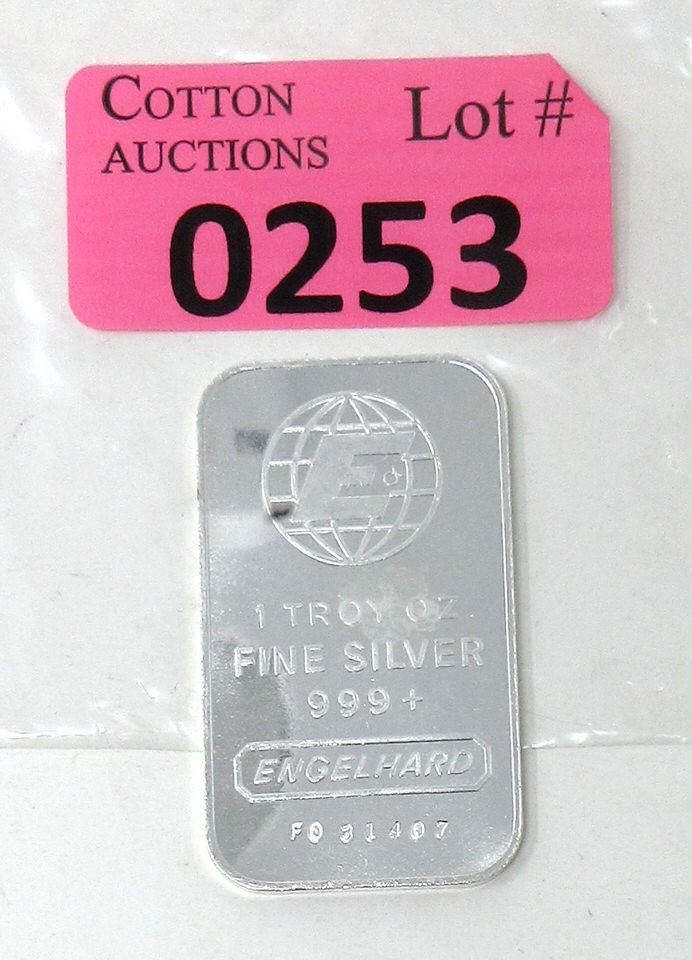 COTTON
AUCTIONS
Lot #
0253
E
1 TROY OZ
FINE SILVER
999+
ENGELHARD
FO 31407